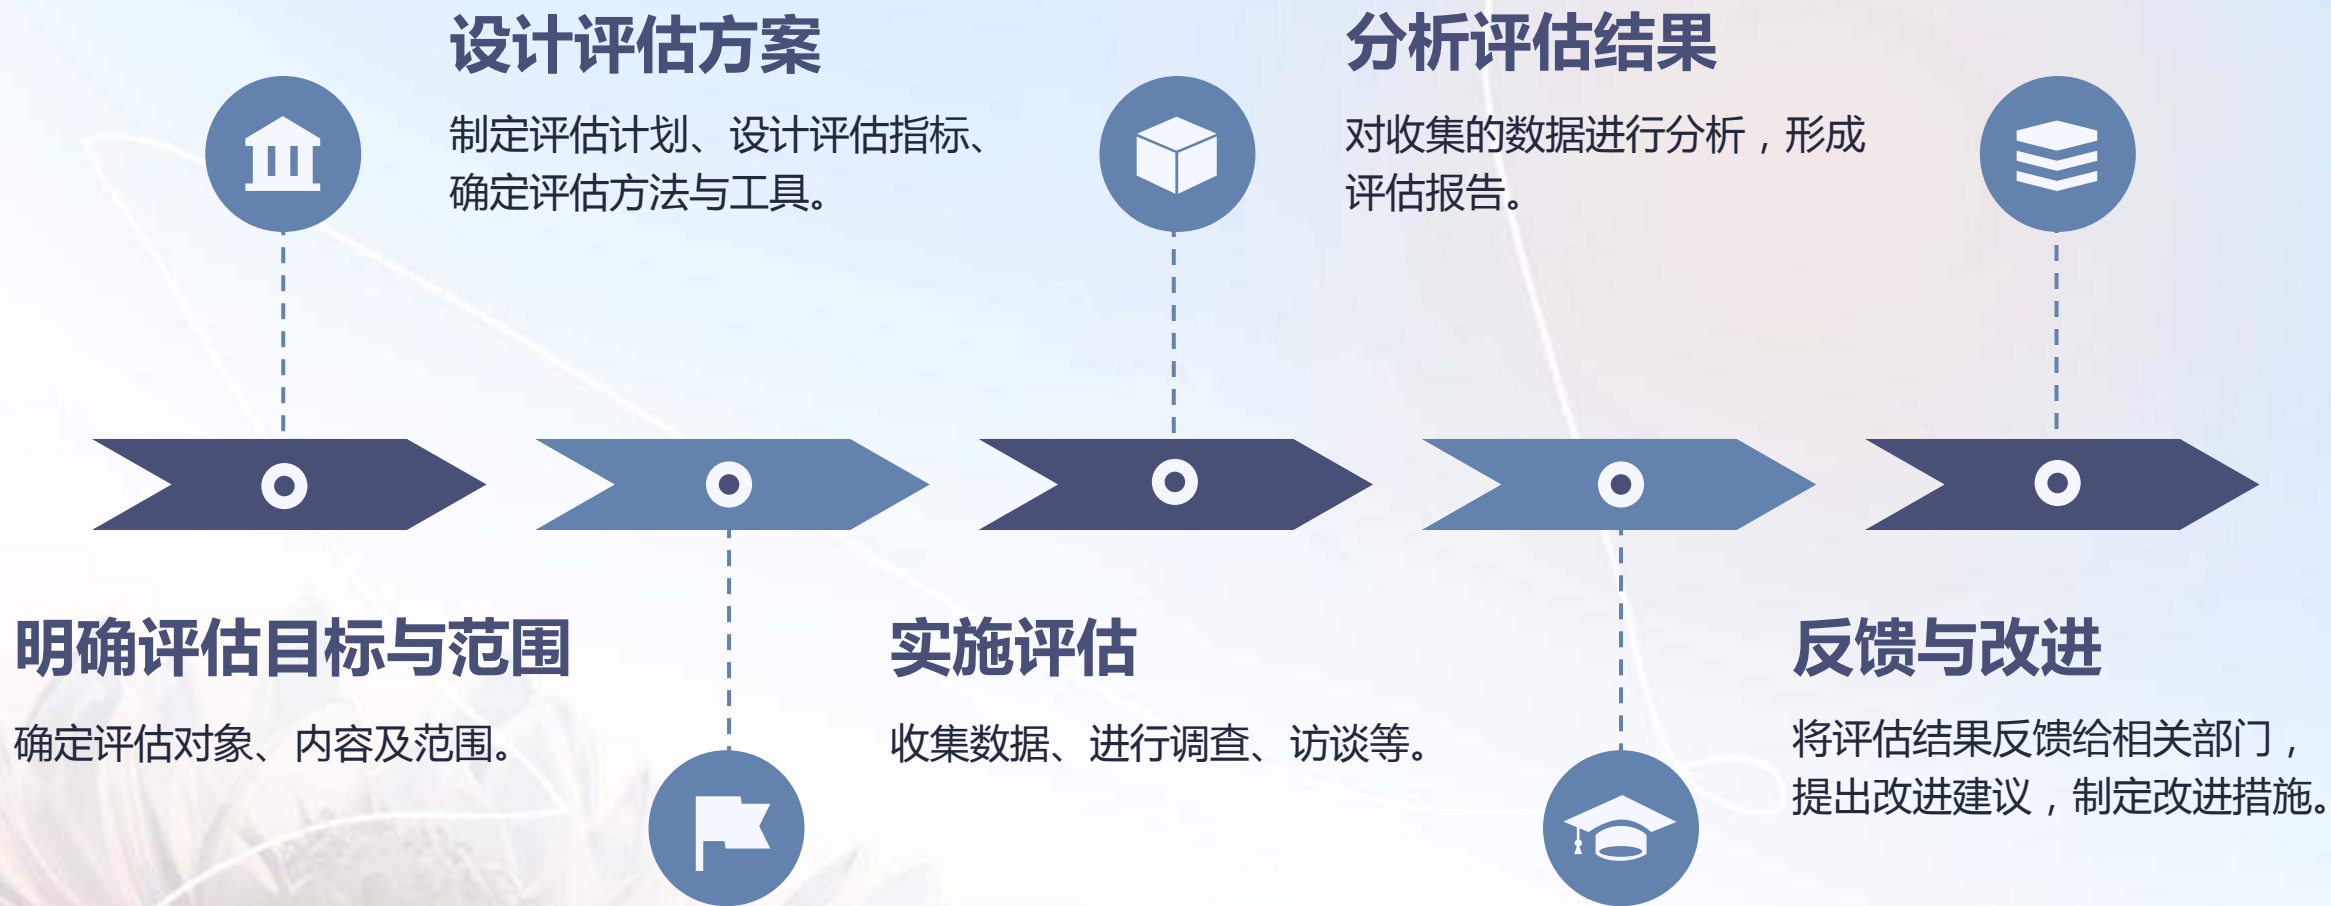 明确评估目标与范围
确定评估对象、内容及范围。
设计评估方案
制定评估计划、设计评估指标、
确定评估方法与工具。
实施评估
收集数据、进行调查、访谈等。
分析评估结果
对收集的数据进行分析，形成
评估报告。
反馈与改进
将评估结果反馈给相关部门，
提出改进建议，制定改进措施。